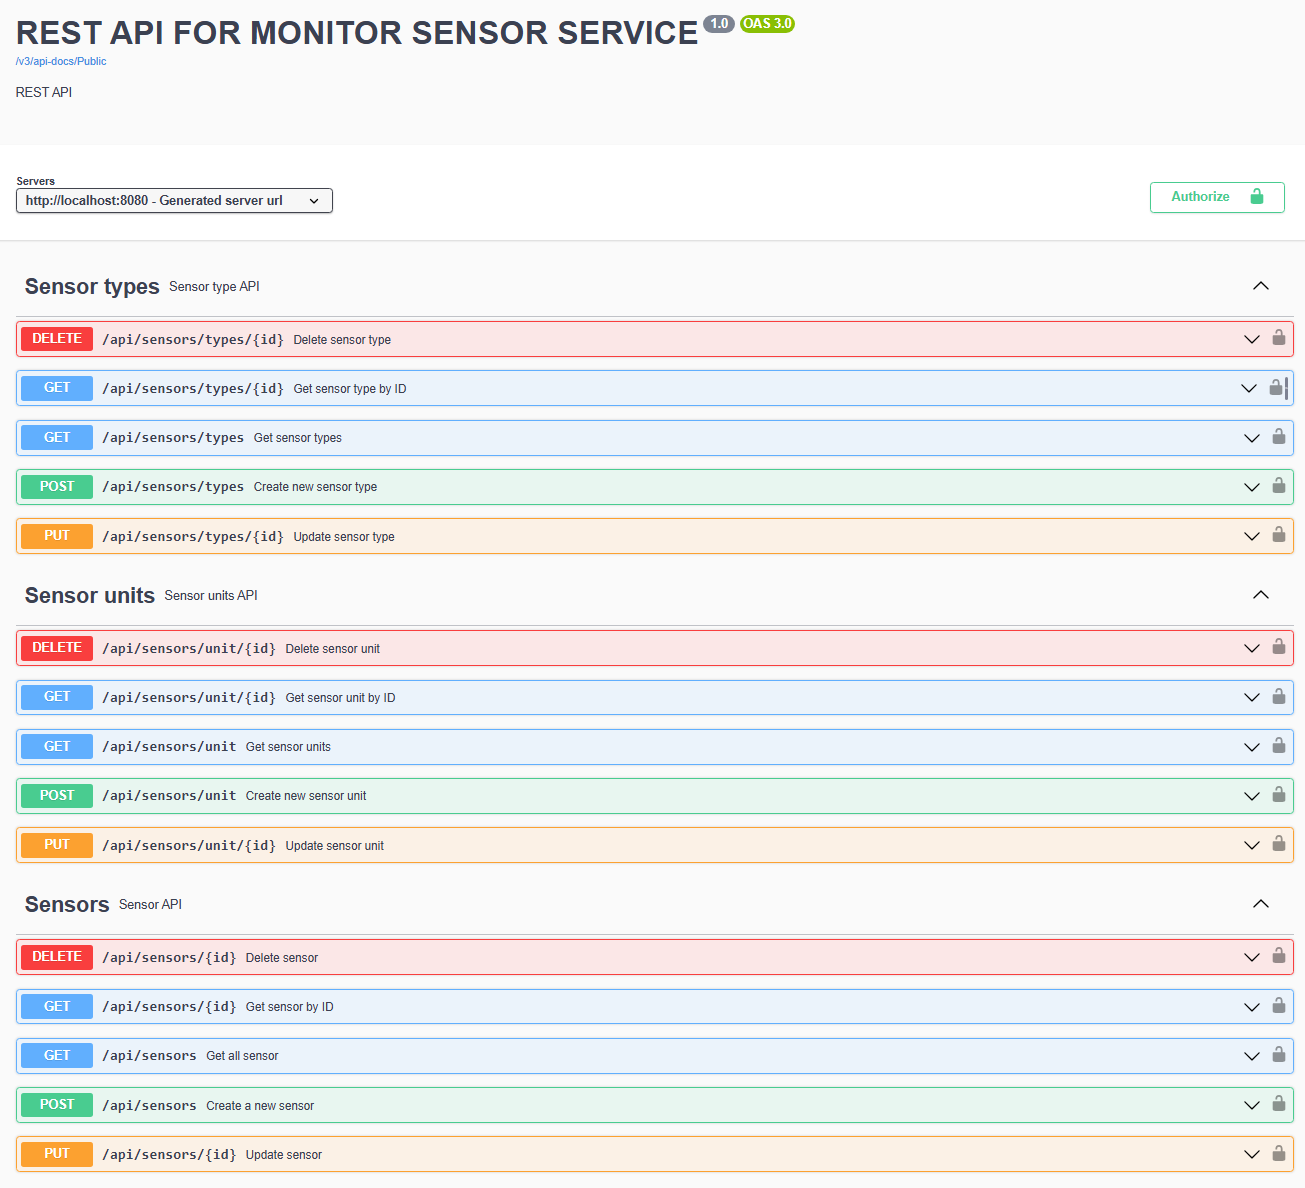 REST API FOR MONITOR SENSOR SERVICE 1.0 OAS 3.0
/v3/api-docs/Public
REST API
Servers
http://localhost:8080 - Generated server url
Authorize
Sensor types Sensor type API
DELETE /api/sensors/types/{id} Delete sensor type
GET /api/sensors/types/{id} Get sensor type by ID
GET /api/sensors/types Get sensor types
POST /api/sensors/types Create new sensor type
PUT /api/sensors/types/{id} Update sensor type
Sensor units Sensor units API
DELETE /api/sensors/unit/{id} Delete sensor unit
GET /api/sensors/unit/{id} Get sensor unit by ID
GET /api/sensors/unit Get sensor units
POST /api/sensors/unit Create new sensor unit
PUT /api/sensors/unit/{id} Update sensor unit
Sensors Sensor API
DELETE /api/sensors/{id} Delete sensor
GET /api/sensors/{id} Get sensor by ID
GET /api/sensors Get all sensor
POST /api/sensors Create a new sensor
PUT /api/sensors/{id} Update sensor